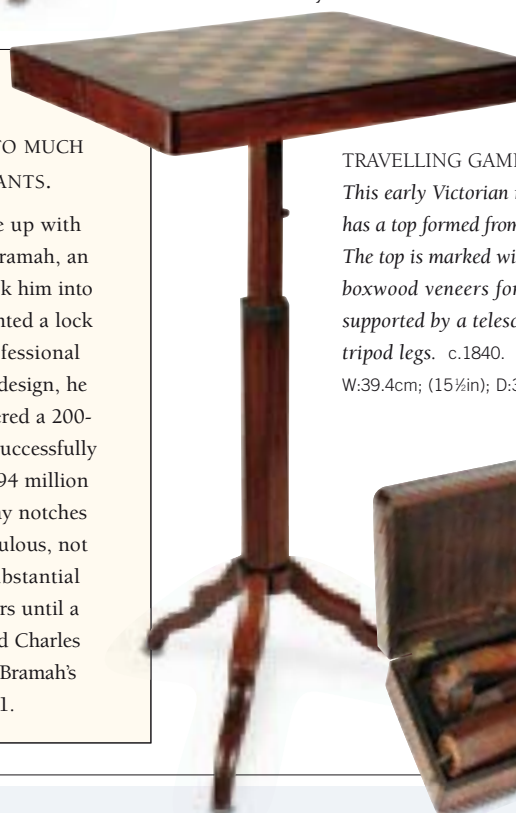 O MUCH
ANTS.
e up with
ramah, an
k him into
nted a lock
fessional
design, he
red a 200-
uccessfully
94 million
ny notches
ulous, not
bstantial
rs until a
d Charles
Bramah's
1.
TRAVELLING GAM
This early Victorian
has a top formed from
The top is marked wi
boxwood veneers for
supported by a telesc
tripod legs. c.1840.
W:39.4cm; (15½in); D:3